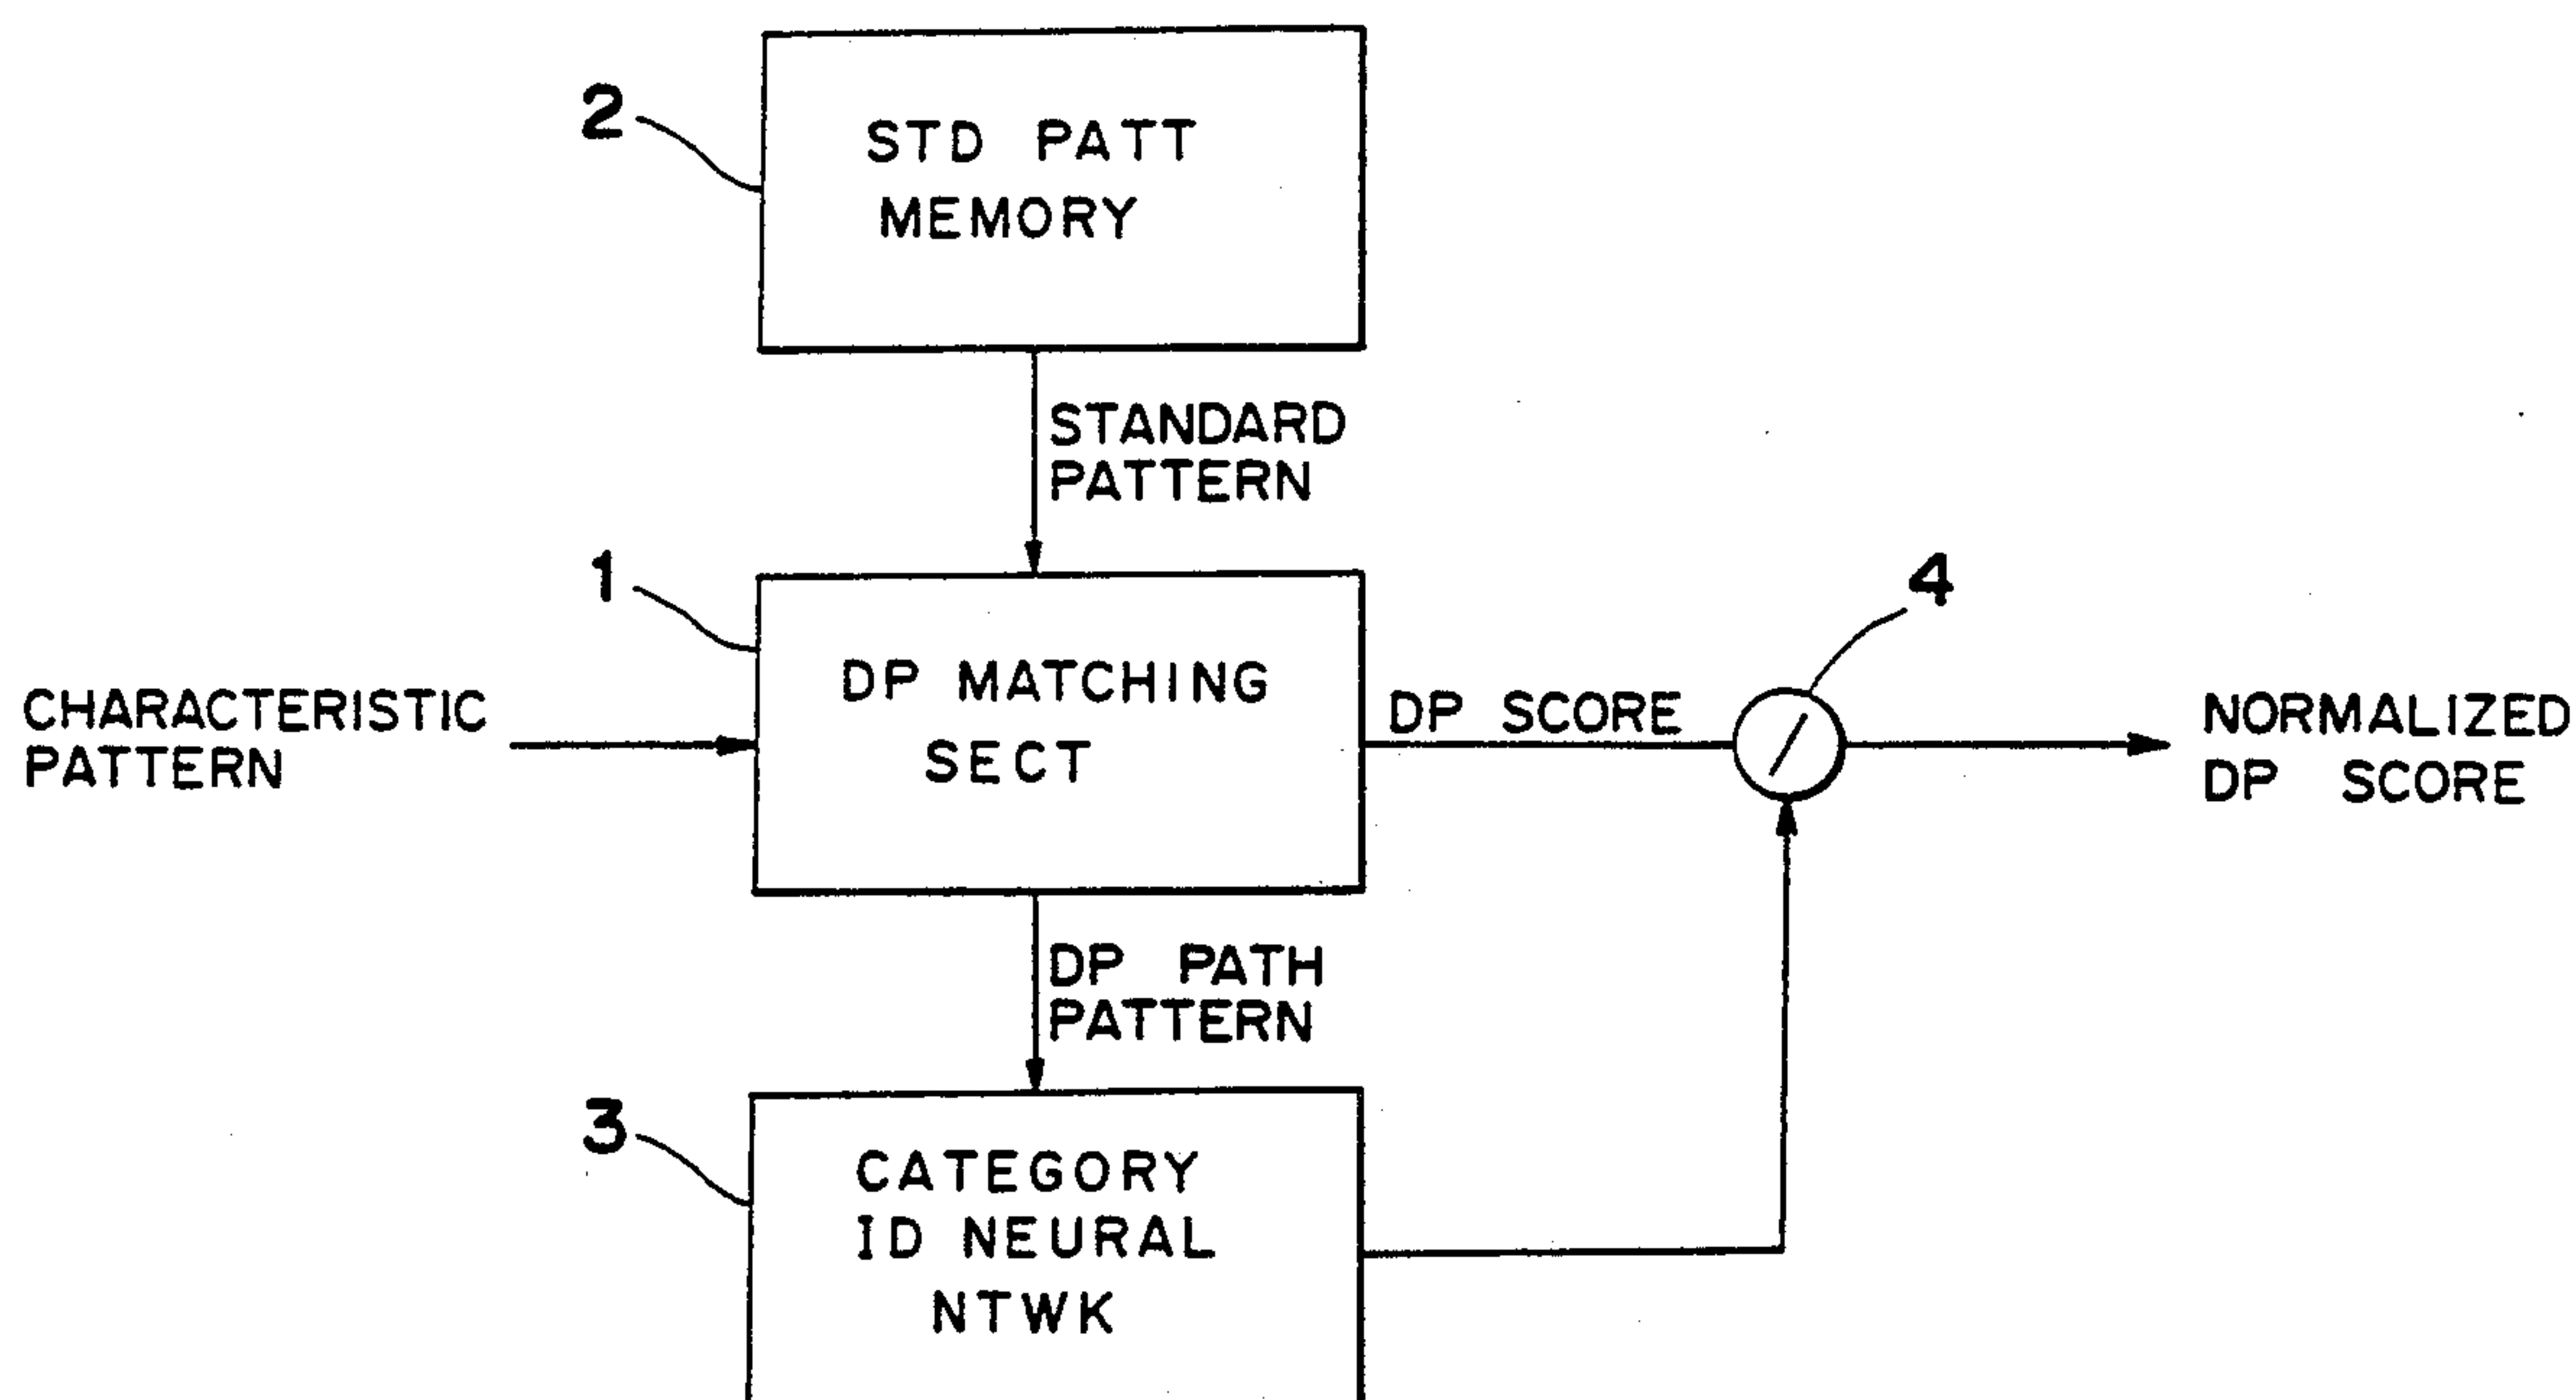 2
STD PATT
MEMORY
STANDARD
PATTERN
1
4
DP MATCHING
SECT
CHARACTERISTIC
PATTERN
DP SCORE
NORMALIZED
DP SCORE
DP PATH
PATTERN
3
CATEGORY
ID NEURAL
NTWK